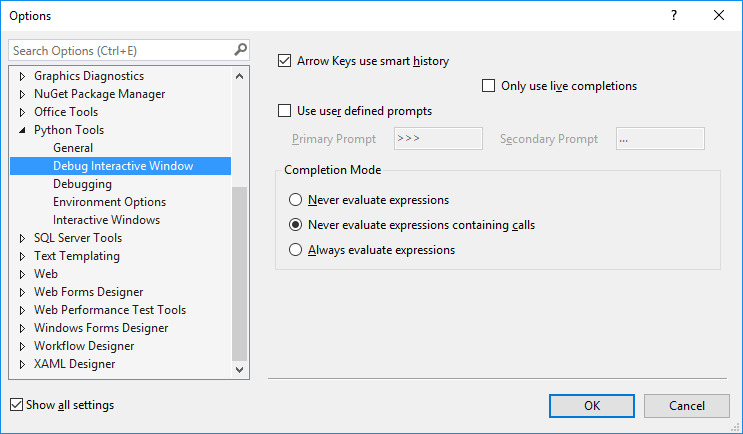 Options
?
Search Options (Ctrl+E)
Graphics Diagnostics
NuGet Package Manager
Office Tools
Python Tools
General
Debug Interactive Window
Debugging
Environment Options
Interactive Windows
SQL Server Tools
Text Templating
Web
Web Forms Designer
Web Performance Test Tools
Windows Forms Designer
Workflow Designer
XAML Designer
Show all settings
Arrow Keys use smart history
Only use live completions
Use user defined prompts
Primary Prompt >>> Secondary Prompt ...
Completion Mode
Never evaluate expressions
Never evaluate expressions containing calls
Always evaluate expressions
OK Cancel